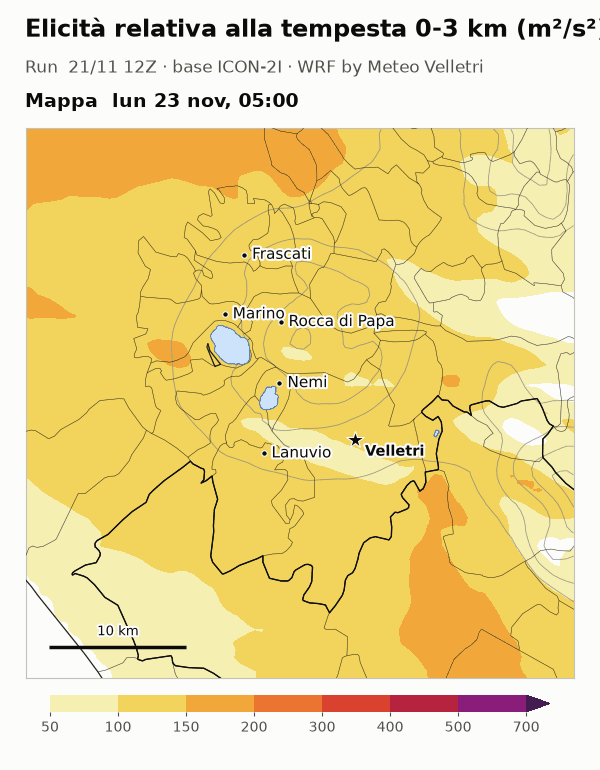 Elicità relativa alla tempesta 0-3 km (m²/s²)
Run  21/11 12Z · base ICON-2I · WRF by Meteo Velletri
Mappa  lun 23 nov, 05:00
Frascati
Marino
Rocca di Papa
Nemi
Velletri
Lanuvio
10 km
50 100 150 200 300 400 500 700